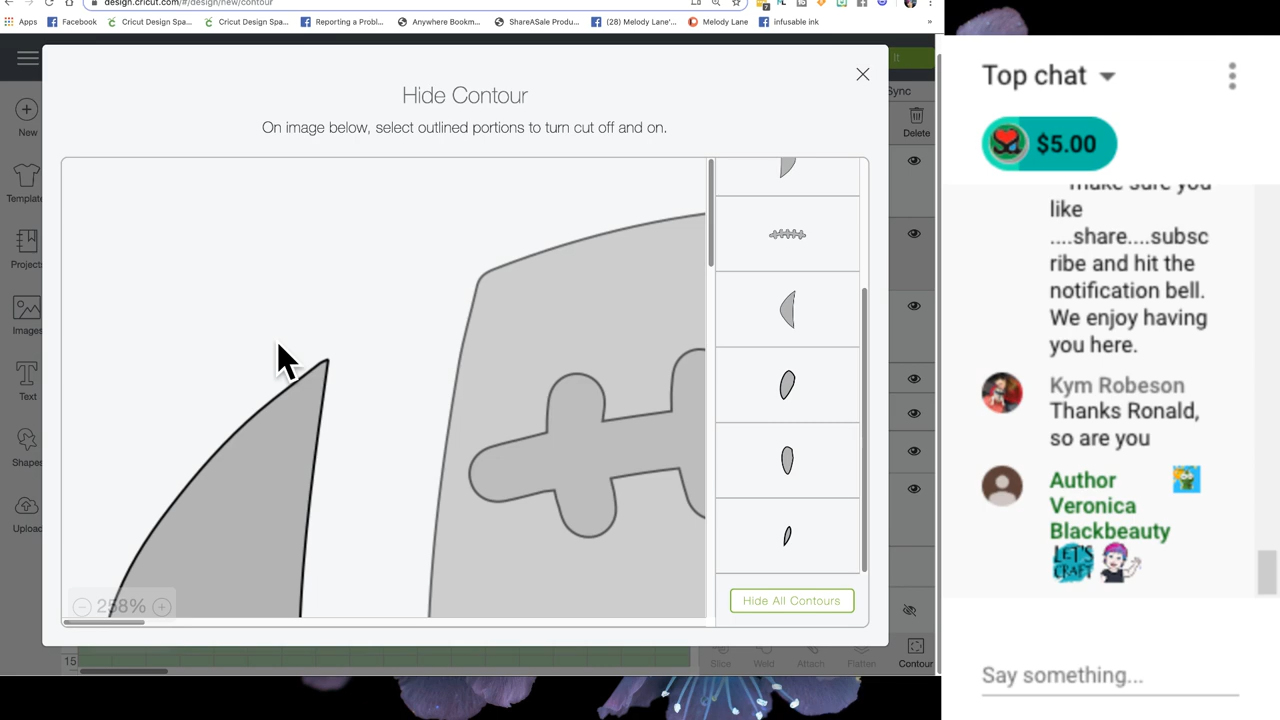 design.cricut.com/#/design/new/contour
Apps Facebook Cricut Design Spa... Cricut Design Spa... Reporting a Probl... Anywhere Bookm... ShareASale Produ... (28) Melody Lane'... Melody Lane infusable ink »
It
Hide Contour
On image below, select outlined portions to turn cut off and on.
Sync
Delete
New
Template
Projects
Images
Text
Shapes
Upload
258%
Hide All Contours
15
Slice Weld Attach Flatten Contour
Top chat
$5.00
make sure you
like
....share....subsc
ribe and hit the
notification bell.
We enjoy having
you here.
Kym Robeson
Thanks Ronald,
so are you
Author
Veronica
Blackbeauty
LET'S
CRAFT
Say something...